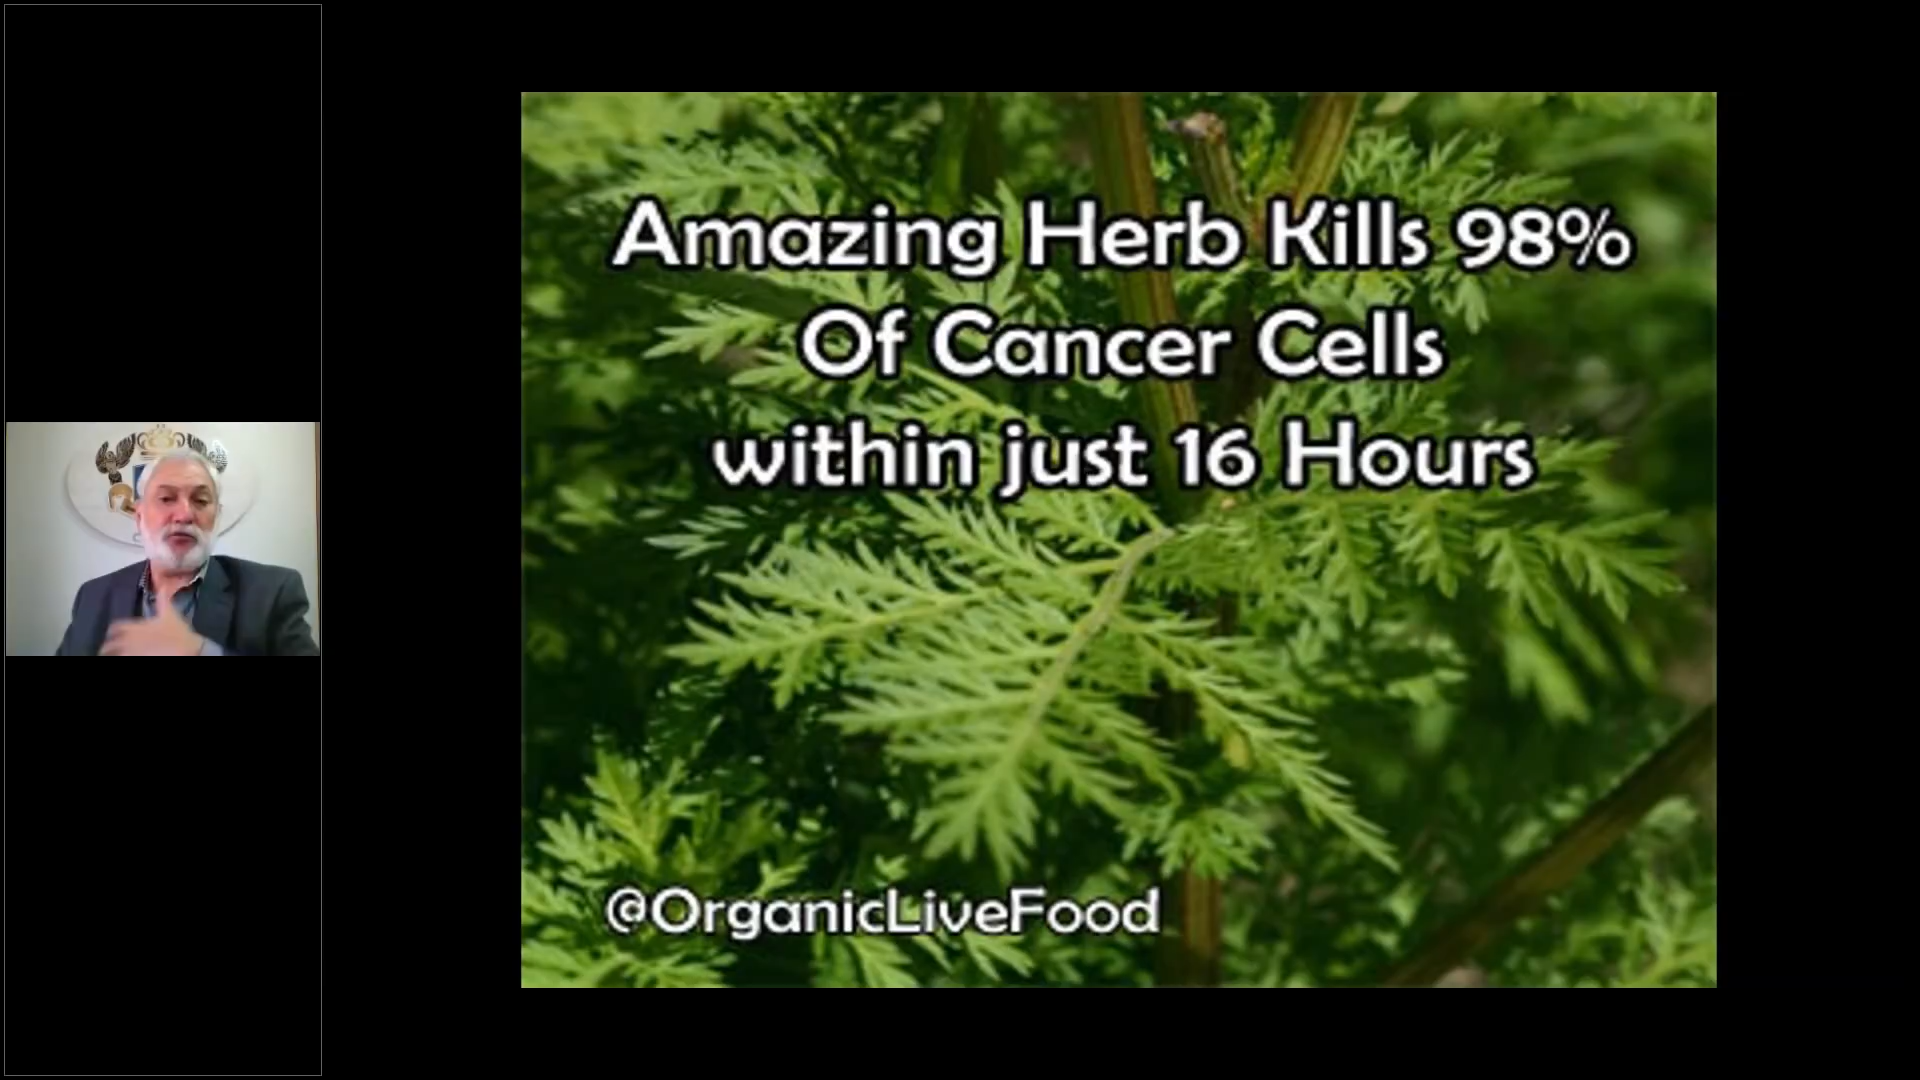 Amazing Herb Kills 98%
Of Cancer Cells
within just 16 Hours
@OrganicLiveFood